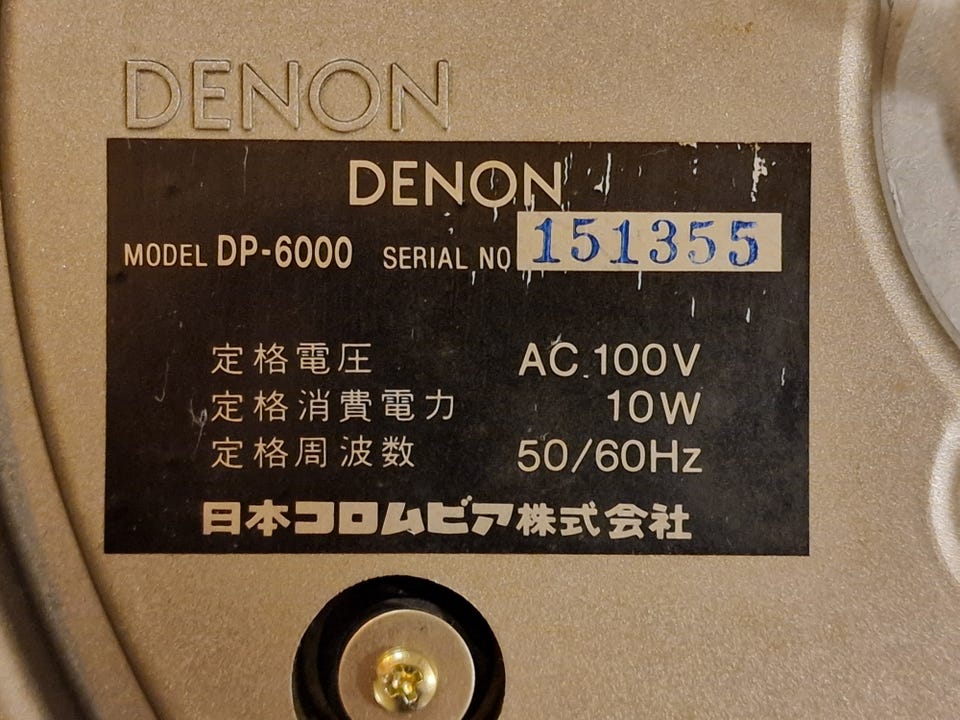 DENON
DENON
MODEL DP-6000 SERIAL NO 151355
定格電圧 AC 100V
定格消費電力 10W
定格周波数 50/60Hz
日本コロムビア株式会社